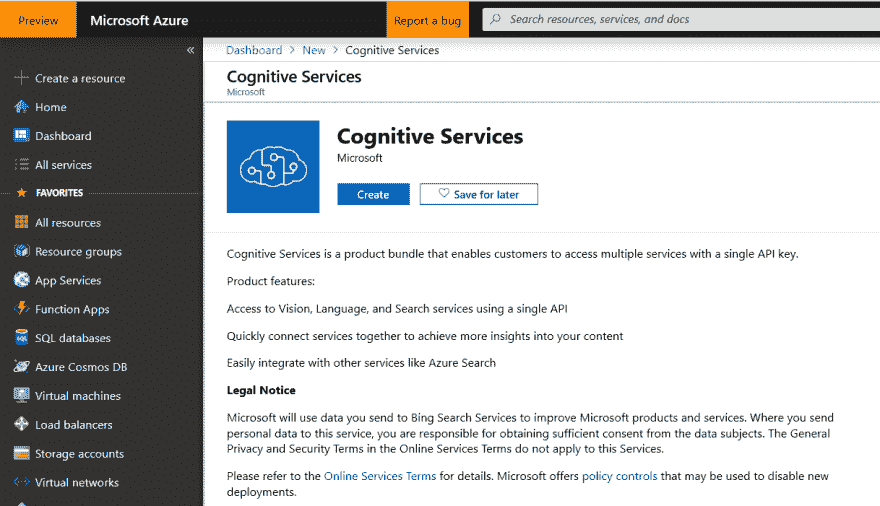 Preview
Microsoft Azure
Report a bug
Search resources, services, and docs
«
Create a resource
Home
Dashboard
All services
FAVORITES
All resources
Resource groups
App Services
Function Apps
SQL databases
Azure Cosmos DB
Virtual machines
Load balancers
Storage accounts
Virtual networks
Dashboard > New > Cognitive Services
Cognitive Services
Microsoft
Cognitive Services
Microsoft
Create
Save for later
Cognitive Services is a product bundle that enables customers to access multiple services with a single API key.
Product features:
Access to Vision, Language, and Search services using a single API
Quickly connect services together to achieve more insights into your content
Easily integrate with other services like Azure Search
Legal Notice
Microsoft will use data you send to Bing Search Services to improve Microsoft products and services. Where you send
personal data to this service, you are responsible for obtaining sufficient consent from the data subjects. The General
Privacy and Security Terms in the Online Services Terms do not apply to this Services.
Please refer to the Online Services Terms for details. Microsoft offers policy controls that may be used to disable new
deployments.